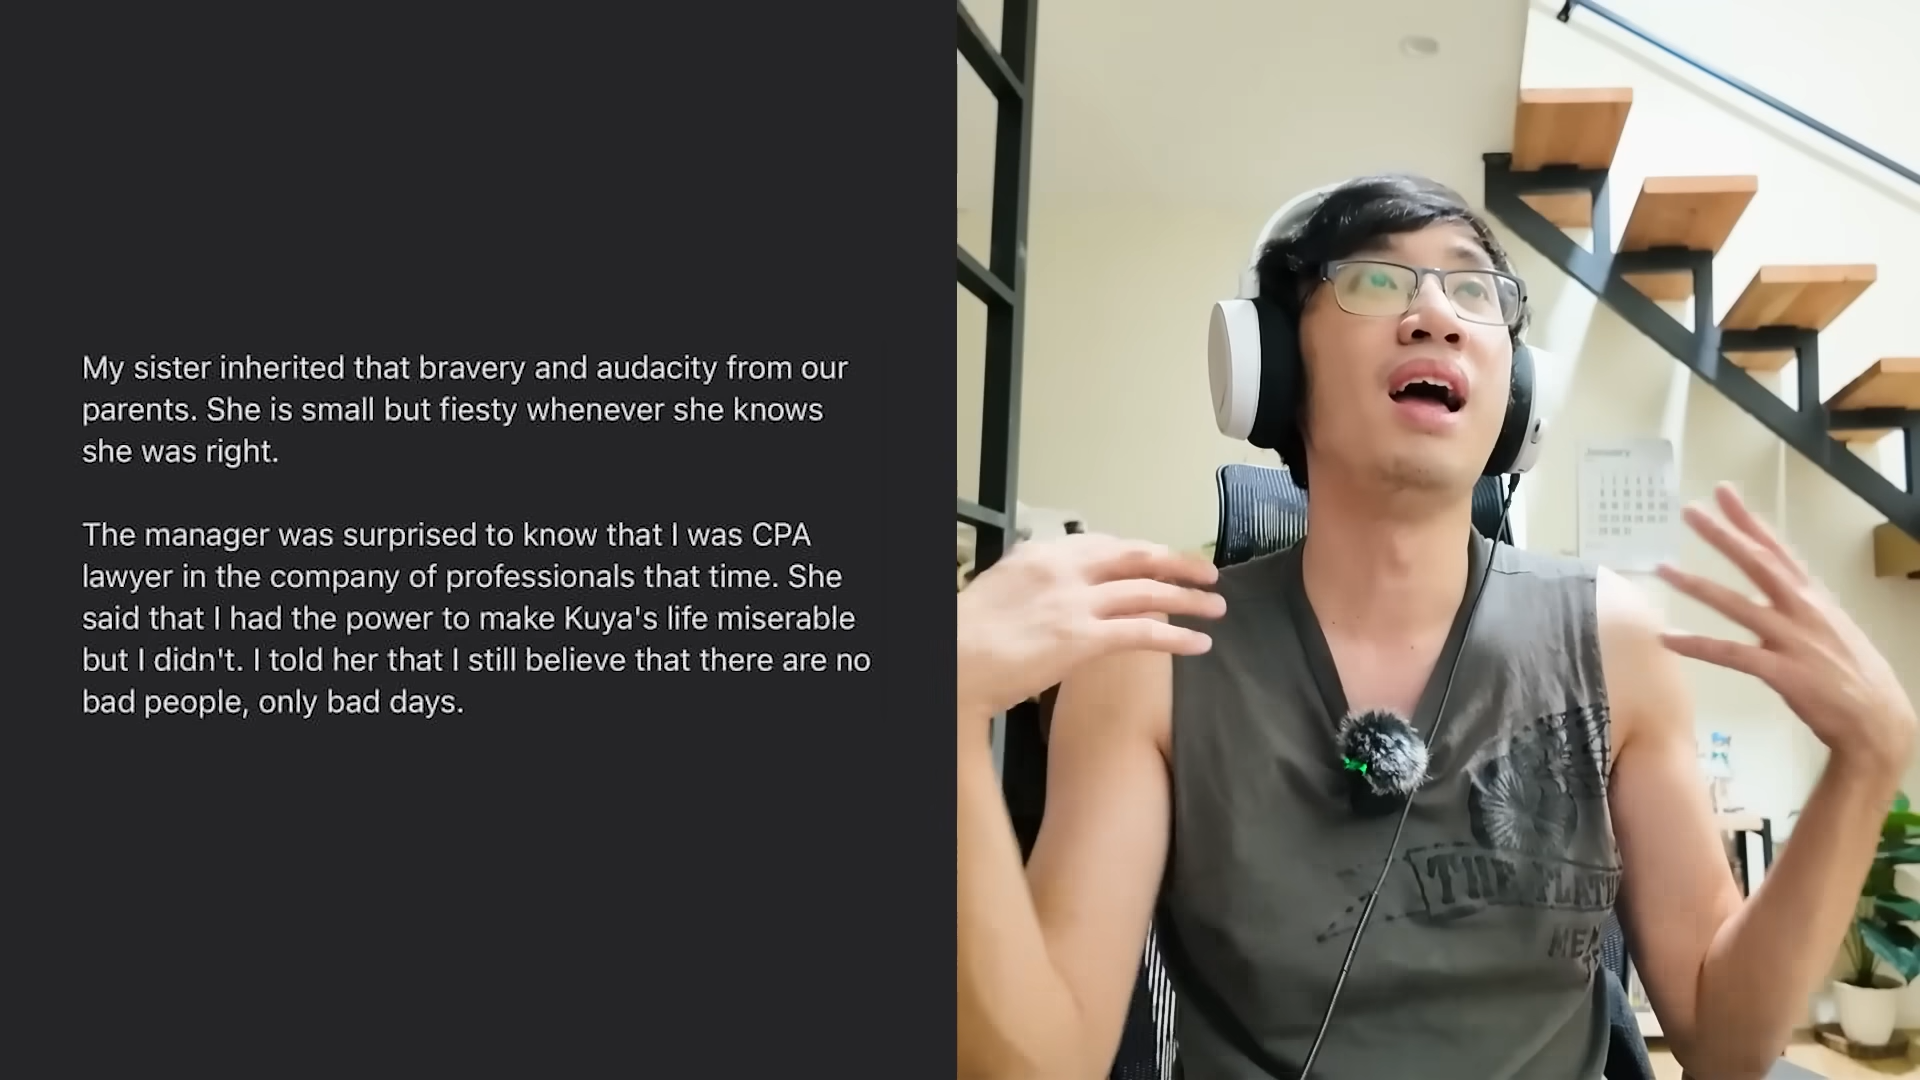 My sister inherited that bravery and audacity from our
parents. She is small but fiesty whenever she knows
she was right.
The manager was surprised to know that I was CPA
lawyer in the company of professionals that time. She
said that I had the power to make Kuya's life miserable
but I didn't. I told her that I still believe that there are no
bad people, only bad days.
January
THE